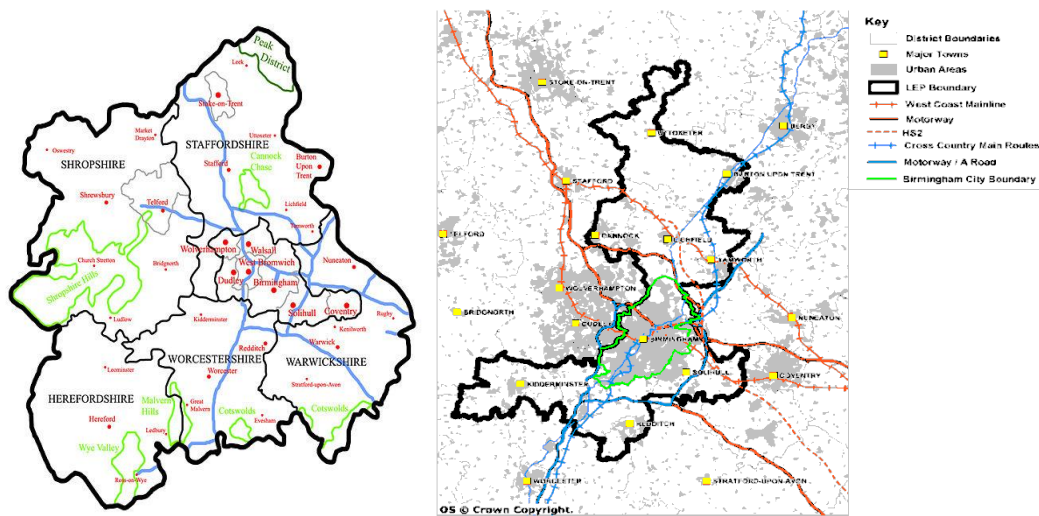 Peak
District
Leek
Stoke-on-Trent
Market
Drayton
STAFFORDSHIRE
Uttoxeter
Oswestry
SHROPSHIRE
Stafford
Cannock
Chase
Burton
Upon
Trent
Shrewsbury
Telford
Lichfield
Tamworth
Wolverhampton
Walsall
Church Stretton
Bridgnorth
West Bromwich
Nuneaton
Shropshire Hills
Dudley
Birmingham
Ludlow
Kidderminster
Solihull
Coventry
Rugby
Kenilworth
Redditch
Warwick
WORCESTERSHIRE
WARWICKSHIRE
Leominster
Worcester
Stratford-upon-Avon
HEREFORDSHIRE
Malvern
Hills
Great
Malvern
Cotswolds
Cotswolds
Hereford
Evesham
Ledbury
Wye Valley
Ross-on-Wye
STOKE-ON-TRENT
UTTOXETER
DERBY
STAFFORD
BURTON UPON TRENT
TELFORD
CANNOCK
LICHFIELD
TAMWORTH
WOLVERHAMPTON
BRIDGNORTH
DUDLEY
NUNEATON
BIRMINGHAM
SOLIHULL
COVENTRY
KIDDERMINSTER
REDDITCH
WORCESTER
STRATFORD-UPON-AVON
OS © Crown Copyright.
Key
District Boundaries
Major Towns
Urban Areas
LEP Boundary
West Coast Mainline
Motorway
HS2
Cross Country Main Routes
Motorway / A Road
Birmingham City Boundary